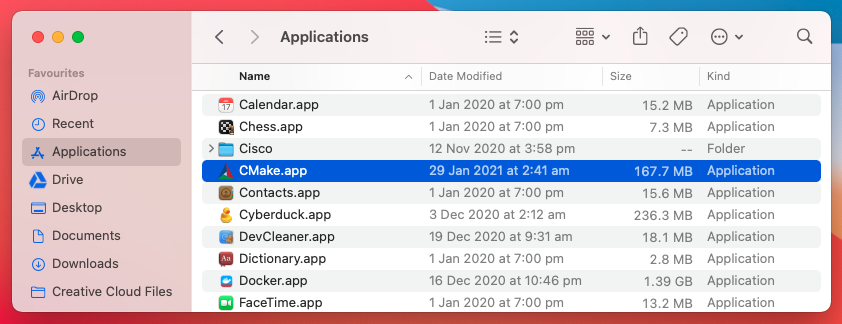 Applications
Favourites
AirDrop
Recent
Applications
Drive
Desktop
Documents
Downloads
Creative Cloud Files
Name Date Modified Size Kind
Calendar.app 1 Jan 2020 at 7:00 pm 15.2 MB Application
Chess.app 1 Jan 2020 at 7:00 pm 7.3 MB Application
Cisco 12 Nov 2020 at 3:58 pm -- Folder
CMake.app 29 Jan 2021 at 2:41 am 167.7 MB Application
Contacts.app 1 Jan 2020 at 7:00 pm 15.6 MB Application
Cyberduck.app 3 Dec 2020 at 2:12 am 236.3 MB Application
DevCleaner.app 19 Dec 2020 at 9:31 am 18.1 MB Application
Dictionary.app 1 Jan 2020 at 7:00 pm 2.8 MB Application
Docker.app 16 Dec 2020 at 10:46 pm 1.39 GB Application
FaceTime.app 1 Jan 2020 at 7:00 pm 13.2 MB Application